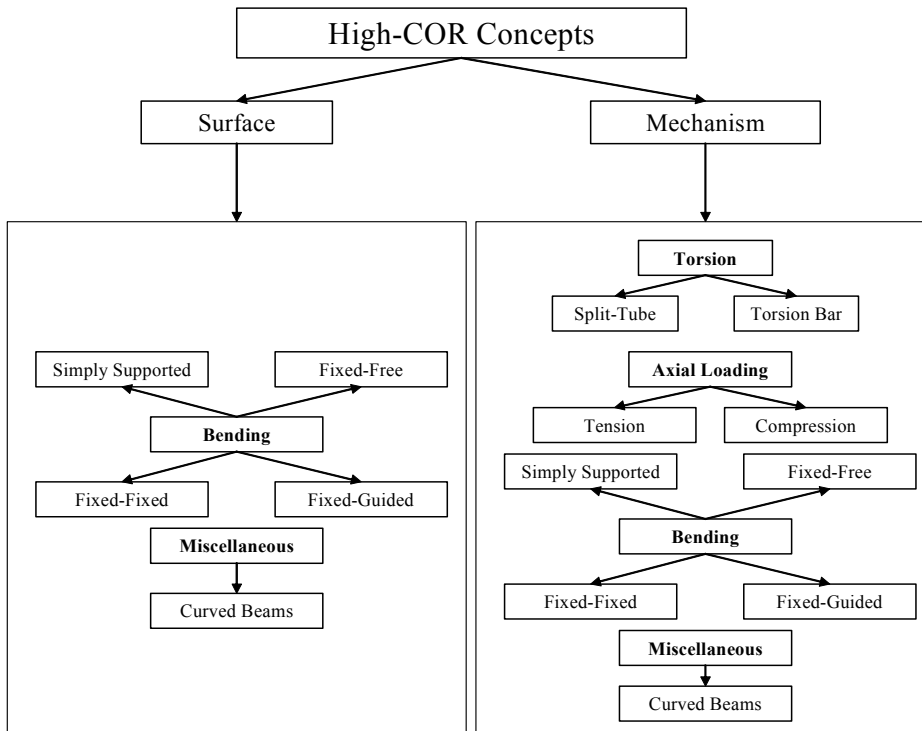 High-COR Concepts
Surface
Mechanism
Simply Supported
Fixed-Free
Bending
Fixed-Fixed
Fixed-Guided
Miscellaneous
Curved Beams
Torsion
Split-Tube
Torsion Bar
Axial Loading
Tension
Compression
Simply Supported
Fixed-Free
Bending
Fixed-Fixed
Fixed-Guided
Miscellaneous
Curved Beams